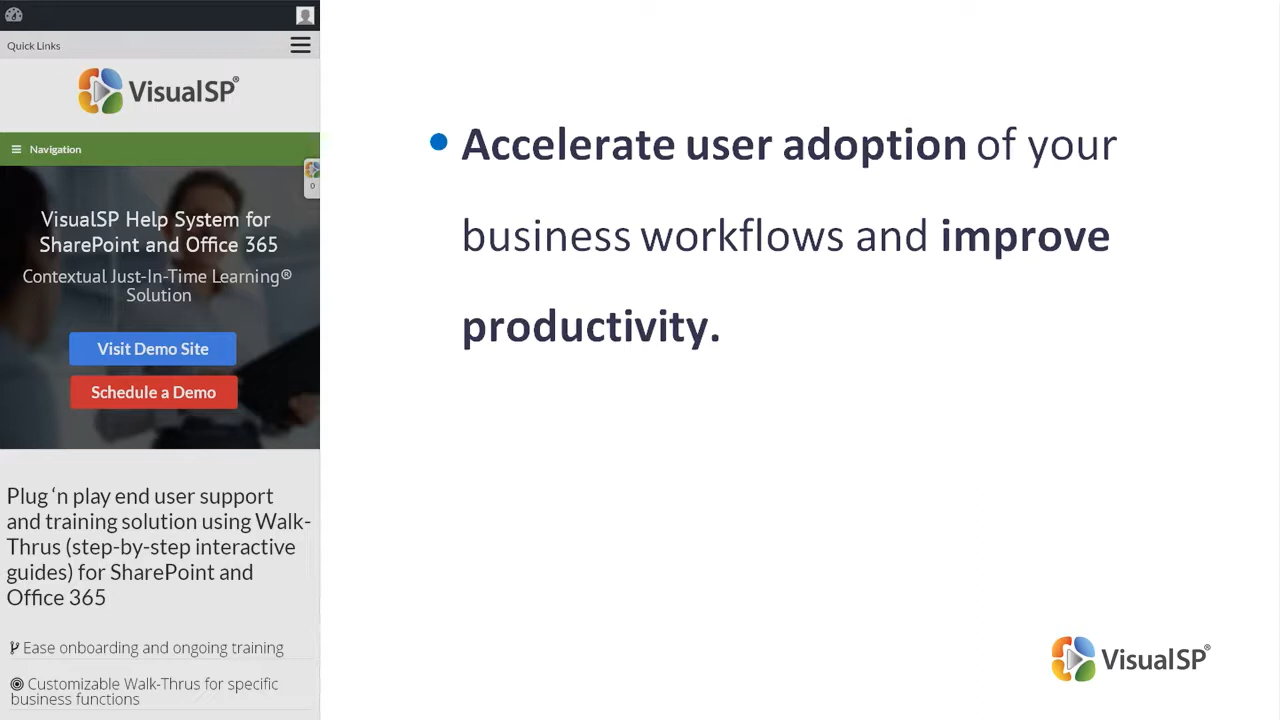 Quick Links
VisualSP®
Navigation
0
VisualSP Help System for
SharePoint and Office 365
Contextual Just-In-Time Learning®
Solution
Visit Demo Site
Schedule a Demo
Plug ‘n play end user support
and training solution using Walk-
Thrus (step-by-step interactive
guides) for SharePoint and
Office 365
Ease onboarding and ongoing training
Customizable Walk-Thrus for specific
business functions
• Accelerate user adoption of your
business workflows and improve
productivity.
VisualSP®